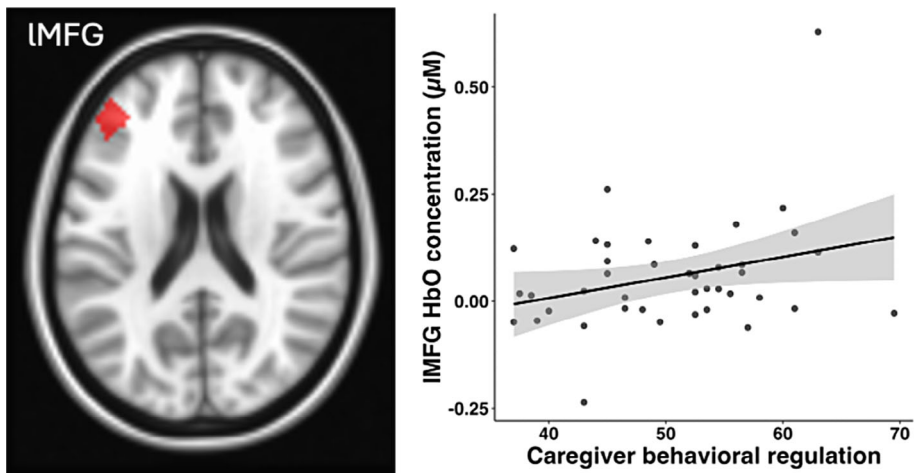 lMFG
lMFG HbO concentration (µM)
0.50
0.25
0.00
-0.25
40 50 60 70
Caregiver behavioral regulation